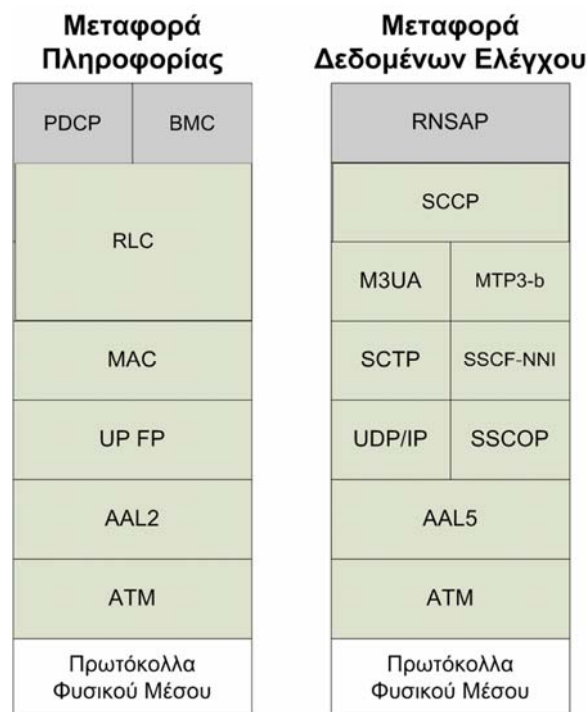 Μεταφορά
Πληροφορίας
PDCP
BMC
RLC
MAC
UP FP
AAL2
ATM
Πρωτόκολλα
Φυσικού Μέσου
Μεταφορά
Δεδομένων Ελέγχου
RNSAP
SCCP
M3UA
MTP3-b
SCTP
SSCF-NNI
UDP/IP
SSCOP
AAL5
ATM
Πρωτόκολλα
Φυσικού Μέσου